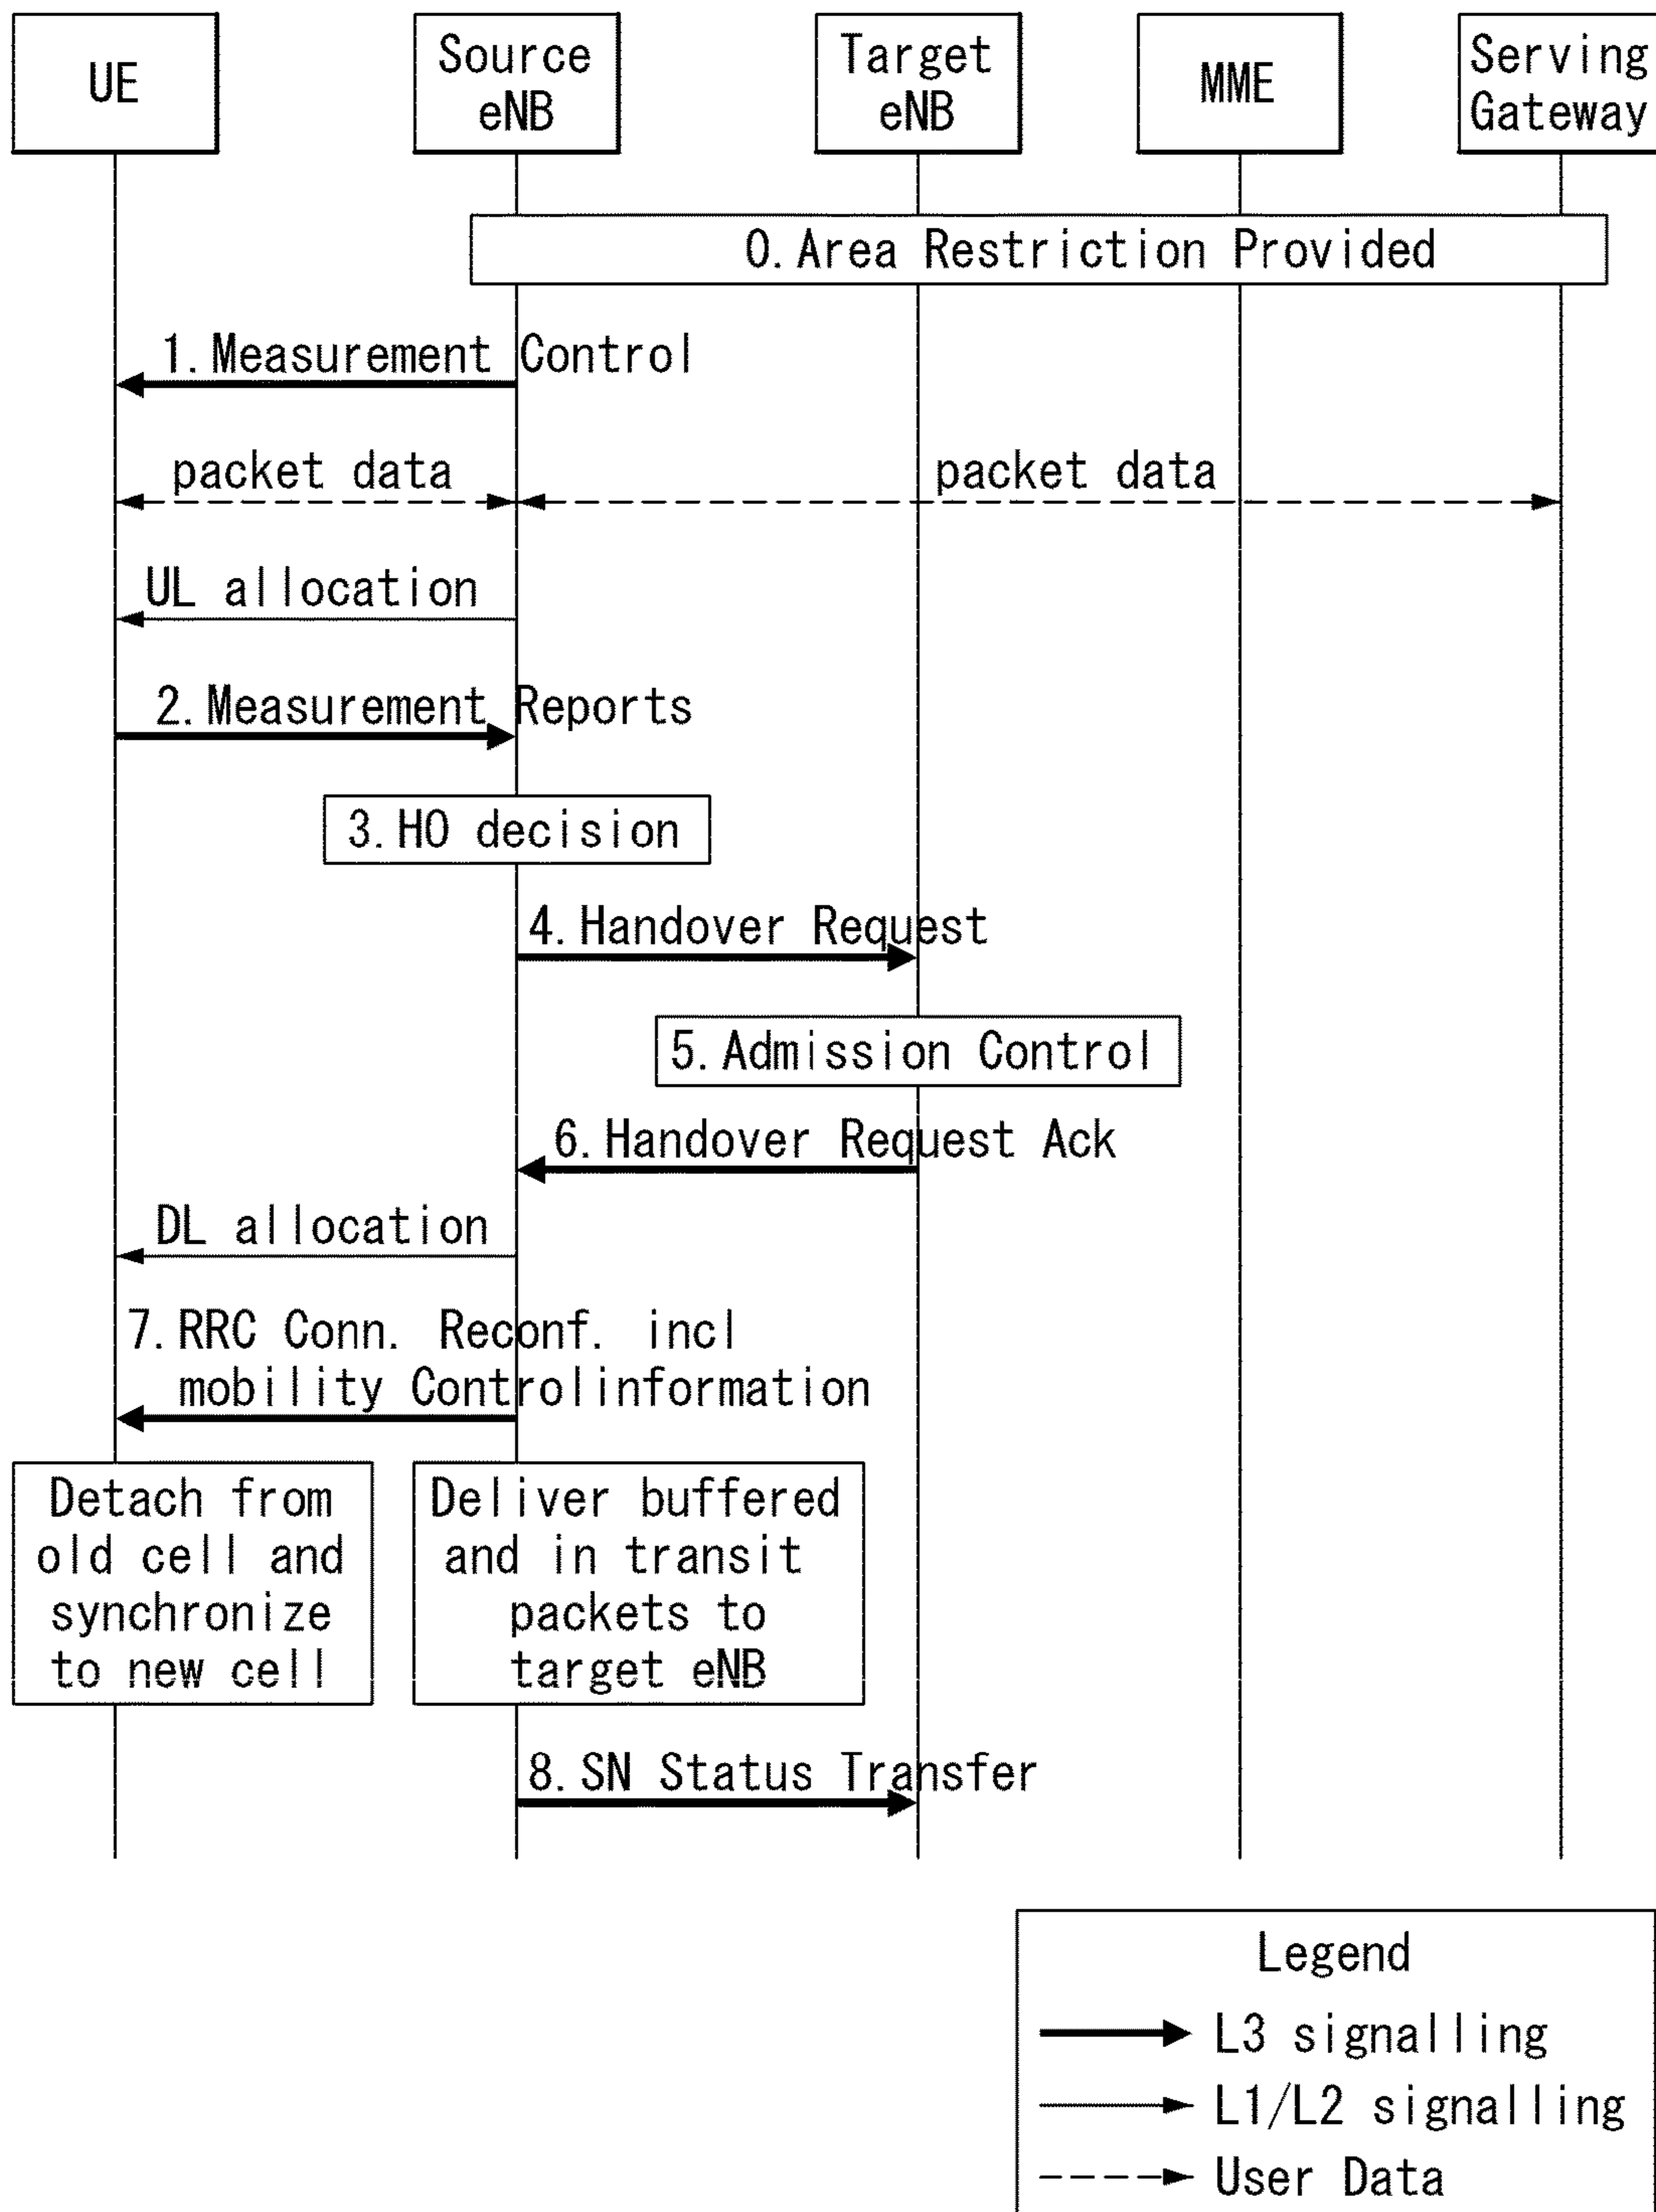 UE
Source
eNB
Target
eNB
MME
Serving
Gateway
0. Area Restriction Provided
1. Measurement Control
packet data
packet data
UL allocation
2. Measurement Reports
3. HO decision
4. Handover Request
5. Admission Control
6. Handover Request Ack
DL allocation
7. RRC Conn. Reconf. incl
mobility Controlinformation
Detach from
old cell and
synchronize
to new cell
Deliver buffered
and in transit
packets to
target eNB
8. SN Status Transfer
Legend
L3 signalling
L1/L2 signalling
User Data